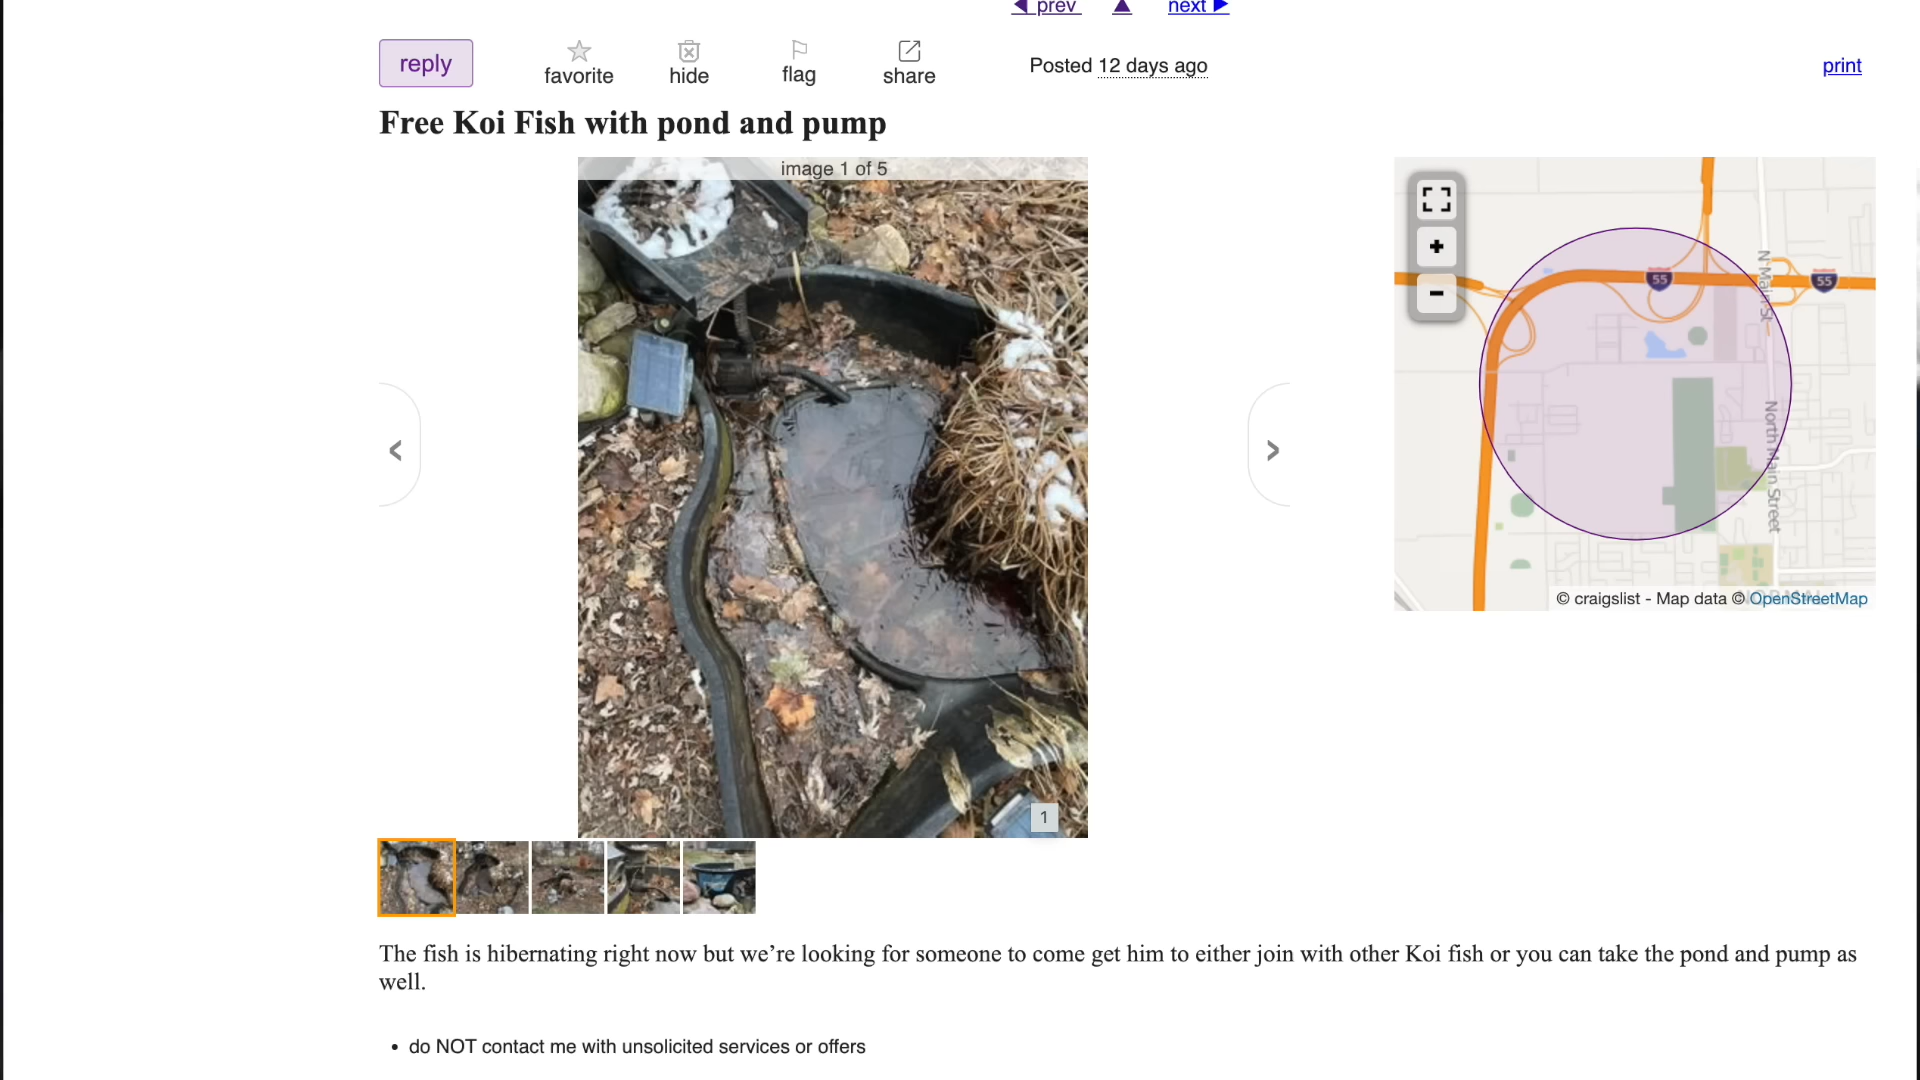 prev
next
reply
favorite
hide
flag
share
Posted 12 days ago
print
Free Koi Fish with pond and pump
image 1 of 5
55
55
N Main St
North Main Street
© craigslist - Map data © OpenStreetMap
1
The fish is hibernating right now but we’re looking for someone to come get him to either join with other Koi fish or you can take the pond and pump as
well.
• do NOT contact me with unsolicited services or offers